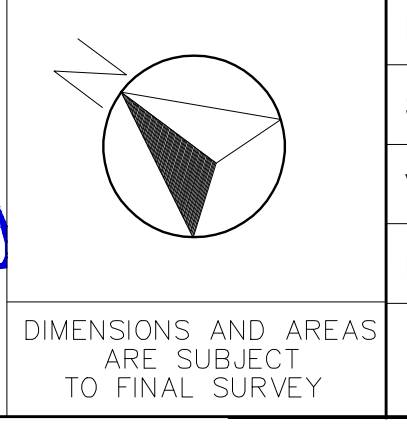 N
DIMENSIONS AND AREAS
ARE SUBJECT
TO FINAL SURVEY